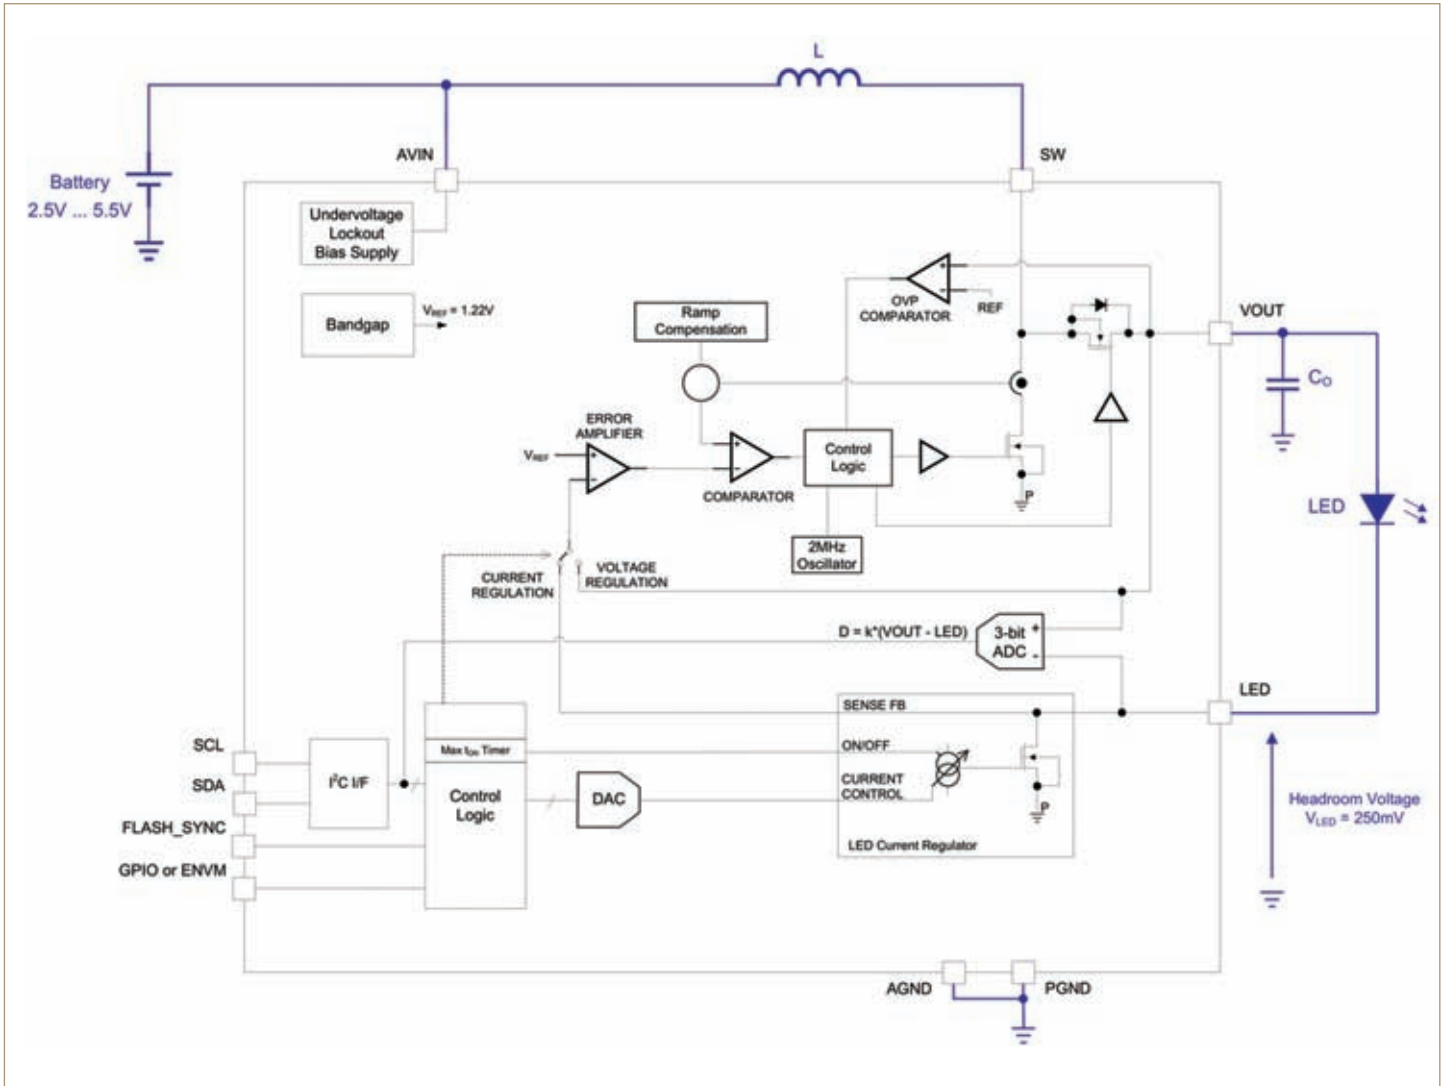 L
AVIN
SW
Battery
2.5V ... 5.5V
Undervoltage
Lockout
Bias Supply
Bandgap
VREF = 1.22V
Ramp
Compensation
OVP
COMPARATOR
REF
VOUT
CO
ERROR
AMPLIFIER
VREF
COMPARATOR
Control
Logic
P
2MHz
Oscillator
LED
CURRENT
REGULATION
VOLTAGE
REGULATION
D = k*(VOUT - LED)
3-bit
ADC
LED
SENSE FB
ON/OFF
CURRENT
CONTROL
P
LED Current Regulator
SCL
SDA
FLASH_SYNC
GPIO or ENVM
I²C I/F
Max tON Timer
Control
Logic
DAC
Headroom Voltage
VLED = 250mV
AGND
PGND